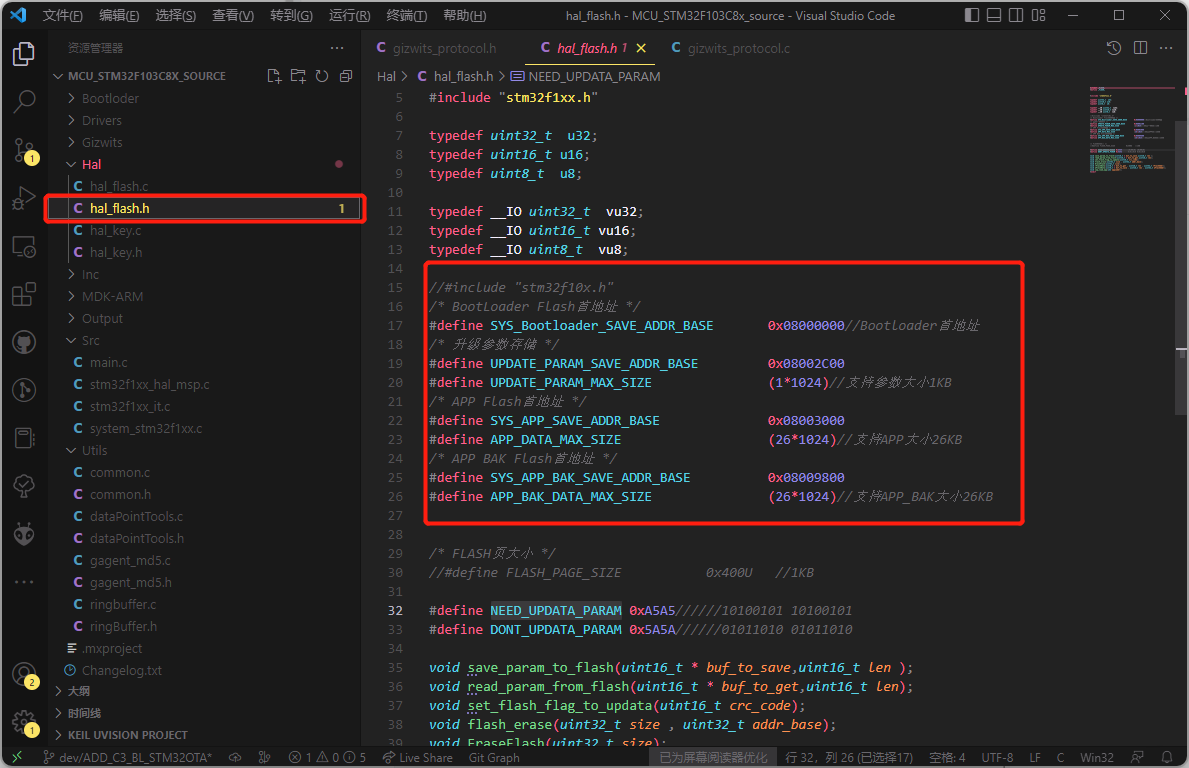 文件(F) 编辑(E) 选择(S) 查看(V) 转到(G) 运行(R) 终端(T) 帮助(H) hal_flash.h - MCU_STM32F103C8x_source - Visual Studio Code
资源管理器 ···
MCU_STM32F103C8X_SOURCE
Bootloder
Drivers
Gizwits
Hal
hal_flash.c
hal_flash.h 1
hal_key.c
hal_key.h
Inc
MDK-ARM
Output
Src
main.c
stm32f1xx_hal_msp.c
stm32f1xx_it.c
system_stm32f1xx.c
Utils
common.c
common.h
dataPointTools.c
dataPointTools.h
gagent_md5.c
gagent_md5.h
ringbuffer.c
ringBuffer.h
.mxproject
Changelog.txt
大纲
时间线
KEIL UVISION PROJECT
1
2
1
C gizwits_protocol.h C hal_flash.h 1 C gizwits_protocol.c
Hal > C hal_flash.h > NEED_UPDATA_PARAM
5 #include "stm32f1xx.h"
6
7 typedef uint32_t  u32;
8 typedef uint16_t u16;
9 typedef uint8_t  u8;
10
11 typedef __IO uint32_t  vu32;
12 typedef __IO uint16_t vu16;
13 typedef __IO uint8_t  vu8;
14
15 //#include "stm32f10x.h"
16 /* BootLoader Flash首地址 */
17 #define SYS_Bootloader_SAVE_ADDR_BASE       0x08000000//Bootloader首地址
18 /* 升级参数存储 */
19 #define UPDATE_PARAM_SAVE_ADDR_BASE         0x08002C00
20 #define UPDATE_PARAM_MAX_SIZE               (1*1024)//支持参数大小1KB
21 /* APP Flash首地址 */
22 #define SYS_APP_SAVE_ADDR_BASE              0x08003000
23 #define APP_DATA_MAX_SIZE                   (26*1024)//支持APP大小26KB
24 /* APP BAK Flash首地址 */
25 #define SYS_APP_BAK_SAVE_ADDR_BASE          0x08009800
26 #define APP_BAK_DATA_MAX_SIZE               (26*1024)//支持APP_BAK大小26KB
27
28
29 /* FLASH页大小 */
30 //#define FLASH_PAGE_SIZE           0x400U   //1KB
31
32 #define NEED_UPDATA_PARAM 0xA5A5//////10100101 10100101
33 #define DONT_UPDATA_PARAM 0x5A5A//////01011010 01011010
34
35 void save_param_to_flash(uint16_t * buf_to_save,uint16_t len );
36 void read_param_from_flash(uint16_t * buf_to_get,uint16_t len);
37 void set_flash_flag_to_updata(uint16_t crc_code);
38 void flash_erase(uint32_t size , uint32_t addr_base);
39 void EraseFlash(uint32_t size);
dev/ADD_C3_BL_STM32OTA* 1 0 5 Live Share Git Graph 已为屏幕阅读器优化 行 32，列 26 (已选择17) 空格: 4 UTF-8 LF C Win32